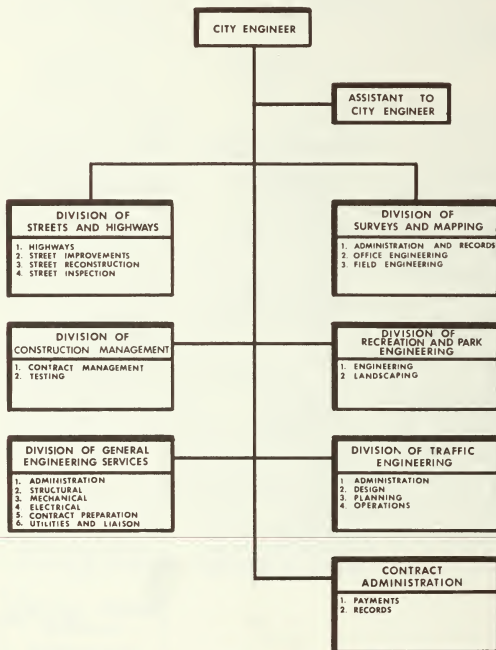 CITY ENGINEER
ASSISTANT TO
CITY ENGINEER
DIVISION OF
STREETS AND HIGHWAYS
1. HIGHWAYS
2. STREET IMPROVEMENTS
3. STREET RECONSTRUCTION
4. STREET INSPECTION
DIVISION OF
SURVEYS AND MAPPING
1. ADMINISTRATION AND RECORDS
2. OFFICE ENGINEERING
3. FIELD ENGINEERING
DIVISION OF
CONSTRUCTION MANAGEMENT
1. CONTRACT MANAGEMENT
2. TESTING
DIVISION OF
RECREATION AND PARK
ENGINEERING
1. ENGINEERING
2 LANDSCAPING
DIVISION OF GENERAL
ENGINEERING SERVICES
1. ADMINISTRATION
2. STRUCTURAL
3. MECHANICAL
4 ELECTRICAL
5. CONTRACT PREPARATION
6. UTILITIES AND LIAISON
DIVISION OF TRAFFIC
ENGINEERING
1 ADMINISTRATION
2. DESIGN
3. PLANNING
4. OPERATIONS
CONTRACT
ADMINISTRATION
1. PAYMENTS
2. RECORDS